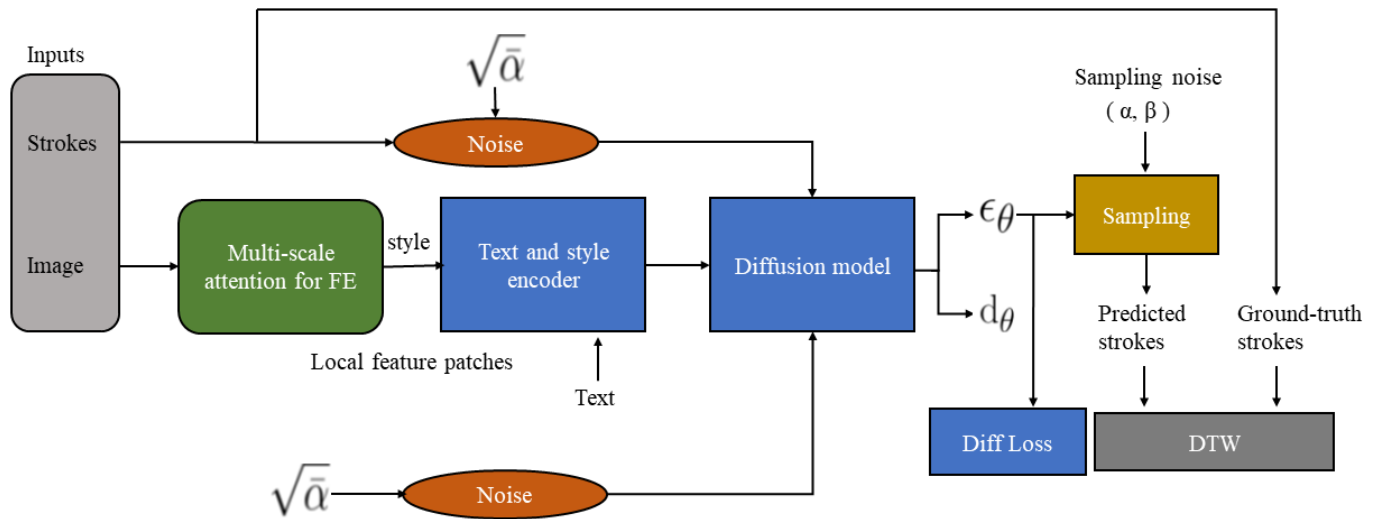 Inputs
Strokes
Image
√ᾱ
Noise
Multi-scale
attention for FE
style
Text and style
encoder
Local feature patches
Text
√ᾱ
Noise
Diffusion model
ϵθ
dθ
Sampling noise
( α, β )
Sampling
Predicted
strokes
Ground-truth
strokes
Diff Loss
DTW